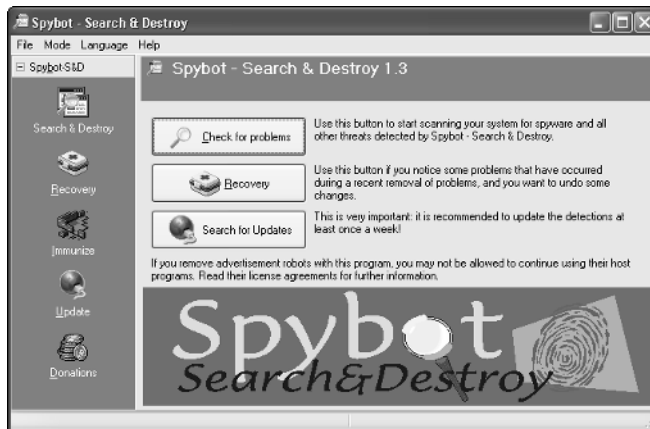 Spybot - Search & Destroy
File Mode Language Help
Spybot-S&D
Search & Destroy
Recovery
Immunize
Update
Donations
Spybot - Search & Destroy 1.3
Check for problems
Use this button to start scanning your system for spyware and all
other threats detected by Spybot - Search & Destroy.
Recovery
Use this button if you notice some problems that have occurred
during a recent removal of problems, and you want to undo some
changes.
Search for Updates
This is very important: it is recommended to update the detections at
least once a week!
If you remove advertisement robots with this program, you may not be allowed to continue using their host
programs. Read their license agreements for further information.
Spybot
Search&Destroy